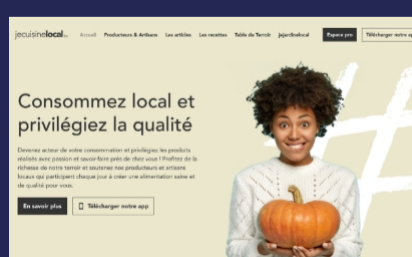 jecuisinelocal
Accueil Producteurs & Artisans Les articles Les recettes Table de Terroir jejardinelocal Espace pro Télécharger notre app
Consommez local et
privilégiez la qualité
Devenez acteur de votre consommation et privilégiez les produits
réalisés avec passion et savoir-faire près de chez vous ! Profitez de la
richesse de notre terroir et soutenez nos producteurs et artisans
locaux qui participent chaque jour à créer une alimentation saine et
de qualité pour vous.
En savoir plus Télécharger notre app